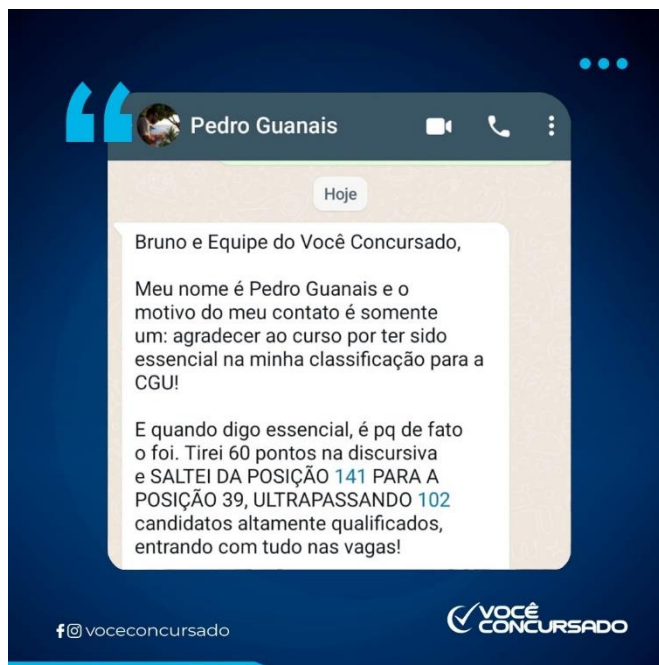 Pedro Guanais
Hoje
Bruno e Equipe do Você Concursado,
Meu nome é Pedro Guanais e o
motivo do meu contato é somente
um: agradecer ao curso por ter sido
essencial na minha classificação para a
CGU!
E quando digo essencial, é pq de fato
o foi. Tirei 60 pontos na discursiva
e SALTEI DA POSIÇÃO 141 PARA A
POSIÇÃO 39, ULTRAPASSANDO 102
candidatos altamente qualificados,
entrando com tudo nas vagas!
voceconcursado
VOCÊ
CONCURSADO